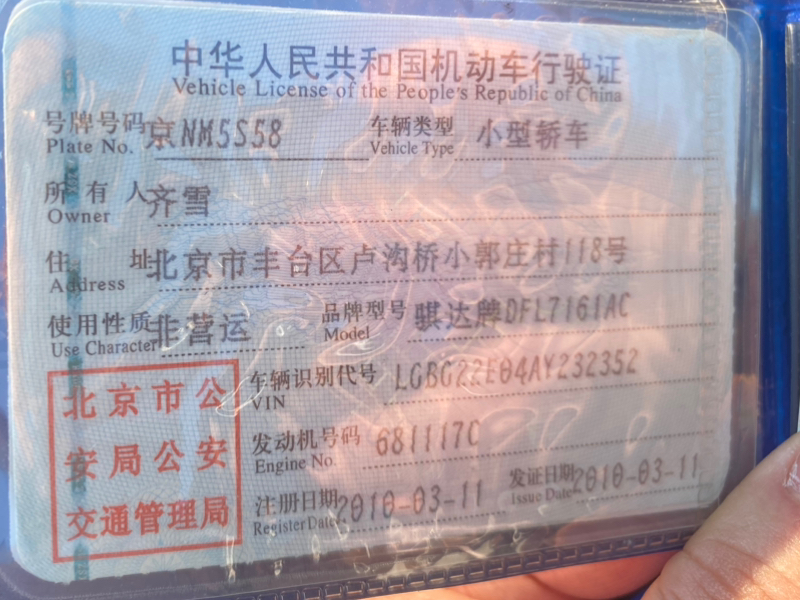 中华人民共和国机动车行驶证
Vehicle License of the People's Republic of China
号牌号码 京NM5S58 车辆类型 小型轿车
Plate No. Vehicle Type
所有人 齐雪
Owner
住址 北京市丰台区卢沟桥小郭庄村118号
Address
使用性质 非营运 品牌型号 骐达牌DFL7161AC
Use Character Model
车辆识别代号 LGBG22E04AY232352
VIN
发动机号码 681117C
Engine No.
注册日期 2010-03-11 发证日期 2010-03-11
Register Date Issue Date
北京市公
安局公安
交通管理局